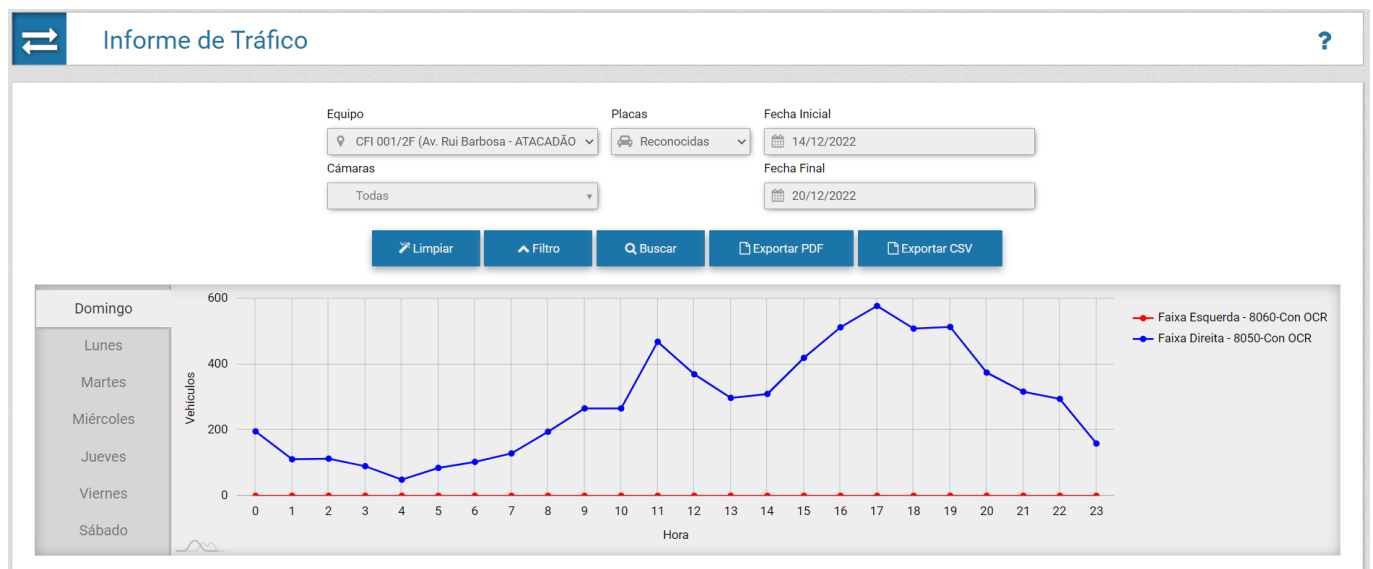 Informe de Tráfico
?
Equipo
Placas
Fecha Inicial
CFI 001/2F (Av. Rui Barbosa - ATACADÃO
Reconocidas
14/12/2022
Cámaras
Fecha Final
Todas
20/12/2022
Limpiar
Filtro
Buscar
Exportar PDF
Exportar CSV
Domingo
Lunes
Martes
Miércoles
Jueves
Viernes
Sábado
Vehículos
600
400
200
0
0 1 2 3 4 5 6 7 8 9 10 11 12 13 14 15 16 17 18 19 20 21 22 23
Hora
Faixa Esquerda - 8060-Con OCR
Faixa Direita - 8050-Con OCR